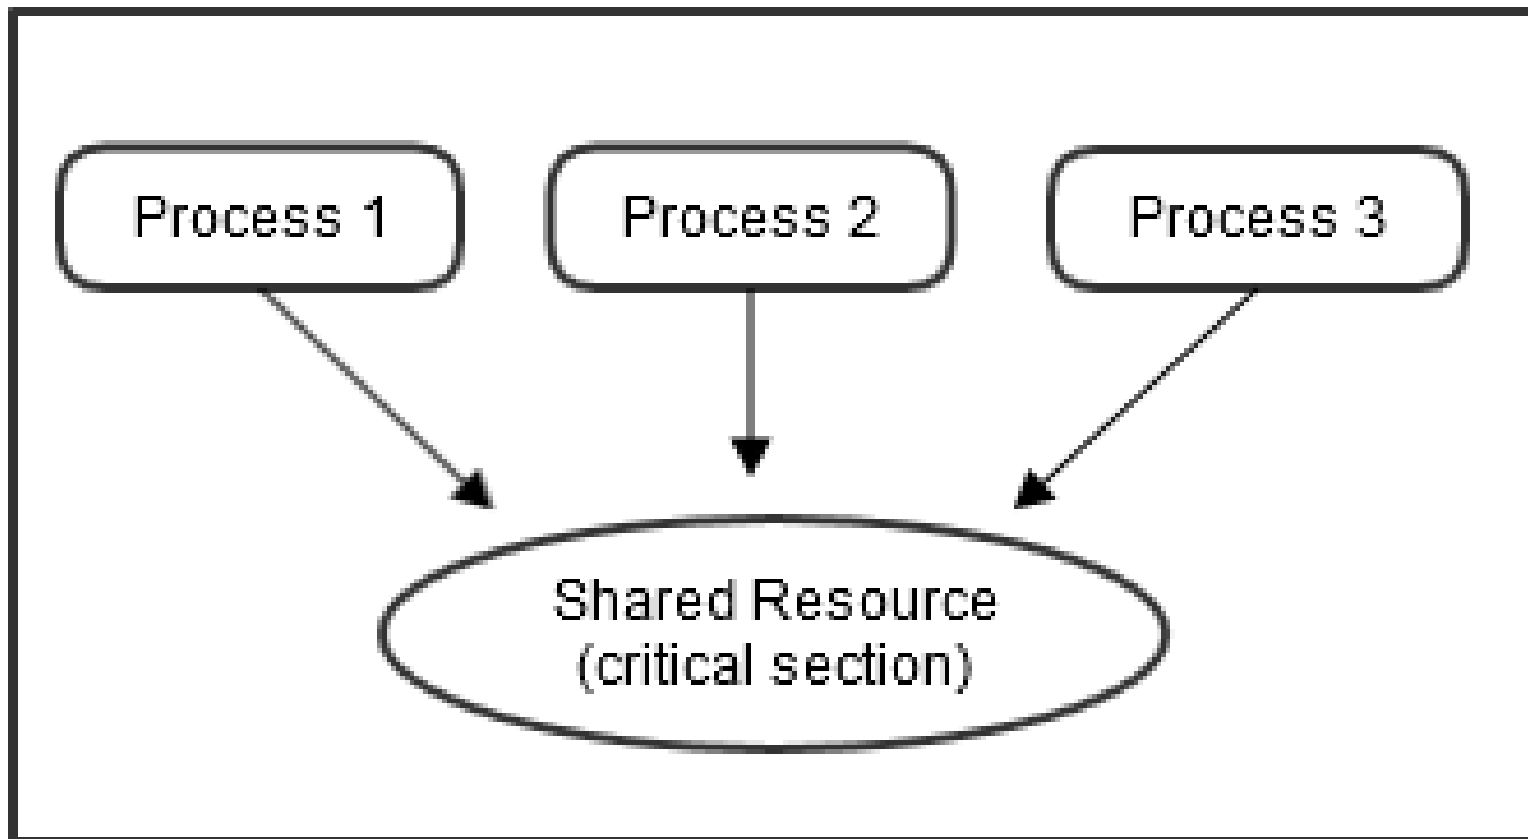 Process 1
Process 2
Process 3
Shared Resource
(critical section)